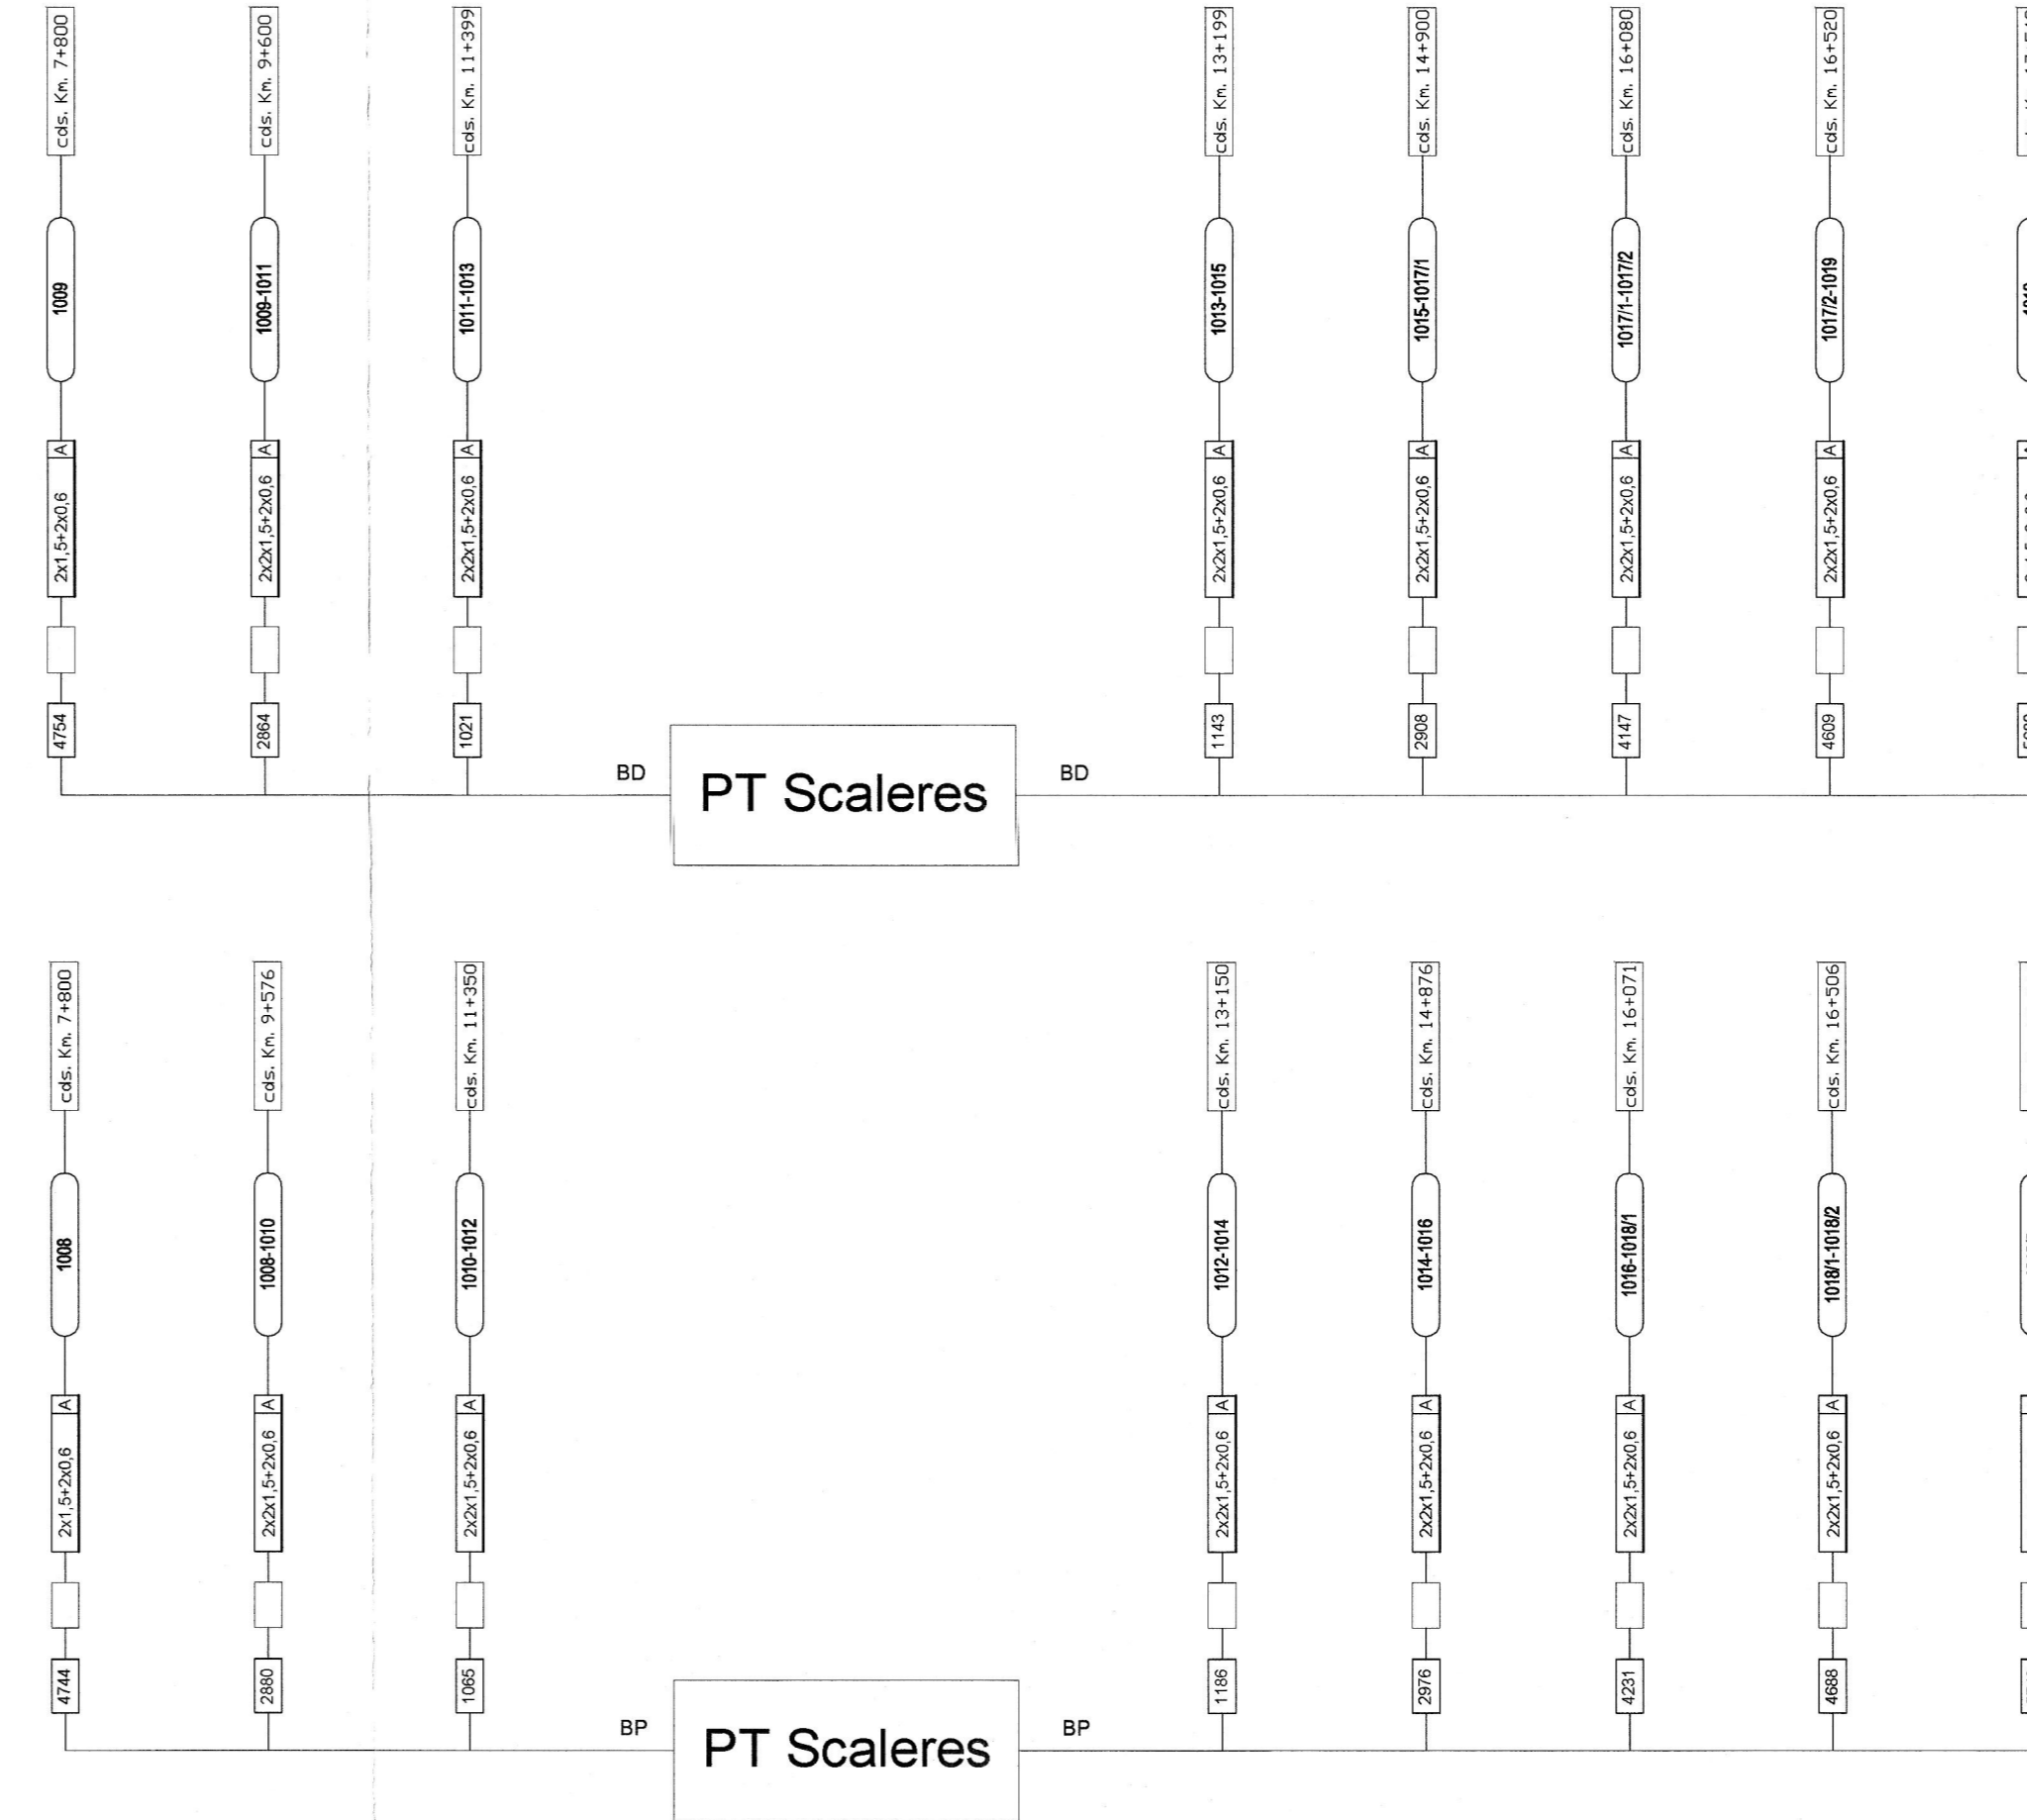 cds. Km. 7+800
cds. Km. 9+600
cds. Km. 11+399
cds. Km. 13+199
cds. Km. 14+900
cds. Km. 16+080
cds. Km. 16+520
1009
1009-1011
1011-1013
1013-1015
1015-1017/1
1017/1-1017/2
1017/2-1019
2x1,5+2x0,6 A
2x2x1,5+2x0,6 A
2x2x1,5+2x0,6 A
2x2x1,5+2x0,6 A
2x2x1,5+2x0,6 A
2x2x1,5+2x0,6 A
2x2x1,5+2x0,6 A
4754
2864
1021
1143
2908
4147
4609
BD
PT Scaleres
BD
cds. Km. 7+800
cds. Km. 9+576
cds. Km. 11+350
cds. Km. 13+150
cds. Km. 14+876
cds. Km. 16+071
cds. Km. 16+506
1008
1008-1010
1010-1012
1012-1014
1014-1016
1016-1018/1
1018/1-1018/2
2x1,5+2x0,6 A
2x2x1,5+2x0,6 A
2x2x1,5+2x0,6 A
2x2x1,5+2x0,6 A
2x2x1,5+2x0,6 A
2x2x1,5+2x0,6 A
2x2x1,5+2x0,6 A
4744
2880
1065
1186
2976
4231
4688
BP
PT Scaleres
BP